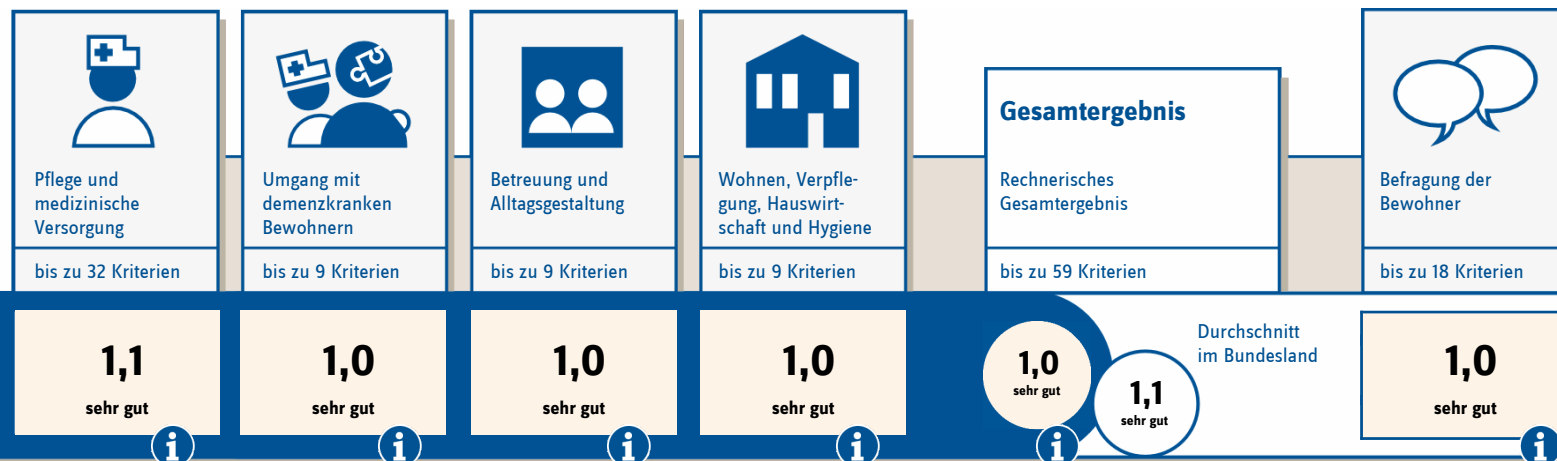 Pflege und
medizinische
Versorgung
bis zu 32 Kriterien
1,1
sehr gut
i
Umgang mit
demenzkranken
Bewohnern
bis zu 9 Kriterien
1,0
sehr gut
i
Betreuung und
Alltagsgestaltung
bis zu 9 Kriterien
1,0
sehr gut
i
Wohnen, Verpfle-
gung, Hauswirt-
schaft und Hygiene
bis zu 9 Kriterien
1,0
sehr gut
i
Gesamtergebnis
Rechnerisches
Gesamtergebnis
bis zu 59 Kriterien
1,0
sehr gut
i
Durchschnitt
im Bundesland
1,1
sehr gut
Befragung der
Bewohner
bis zu 18 Kriterien
1,0
sehr gut
i